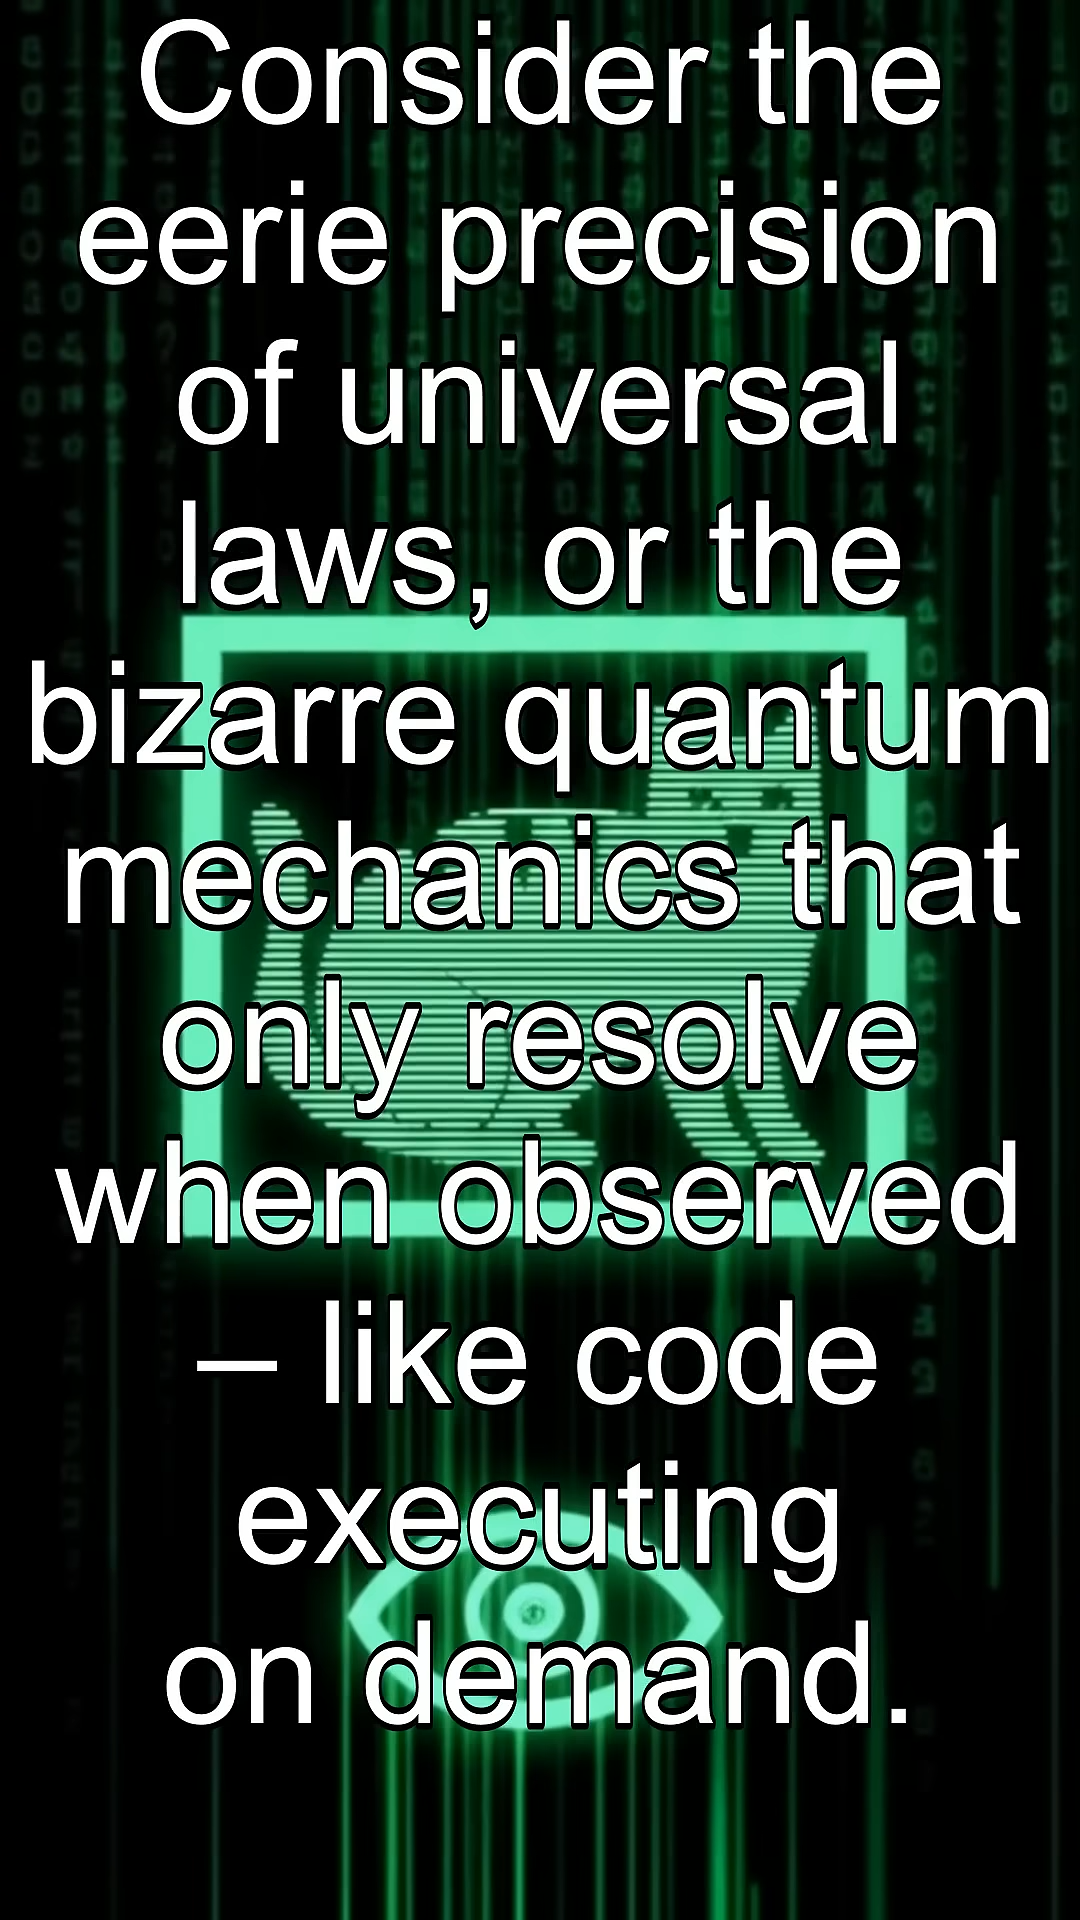 Consider the
eerie precision
of universal
laws, or the
bizarre quantum
mechanics that
only resolve
when observed
– like code
executing
on demand.